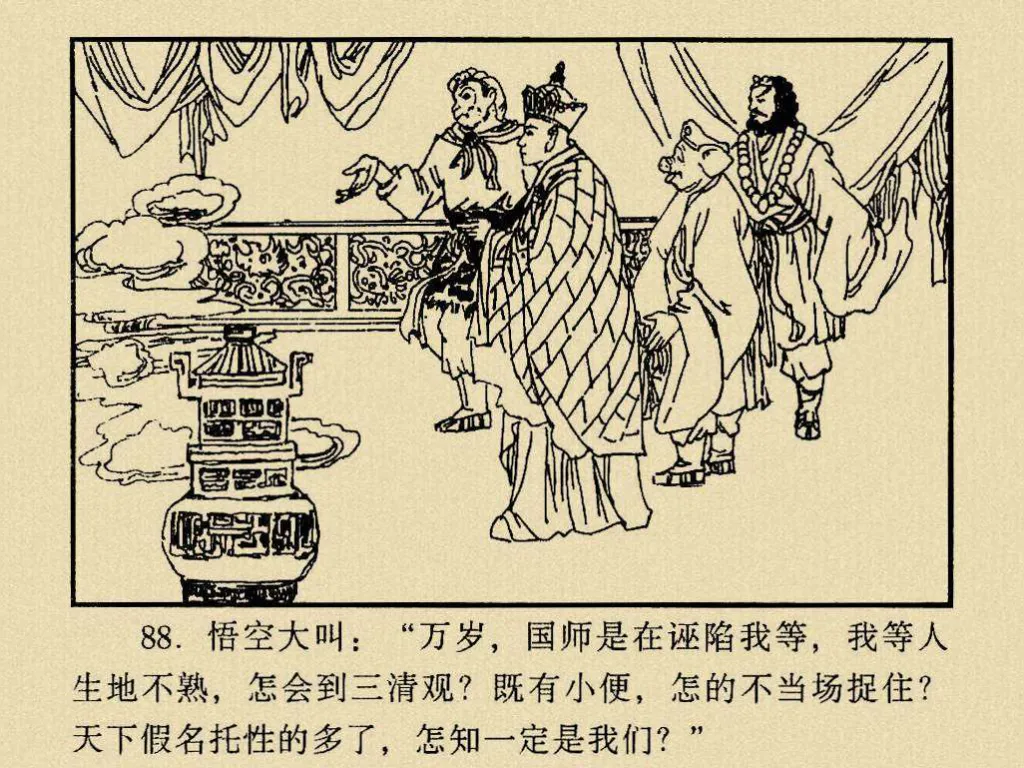 88. 悟空大叫：“万岁，国师是在诬陷我等，我等人
生地不熟，怎会到三清观？既有小便，怎的不当场捉住？
天下假名托性的多了，怎知一定是我们？”